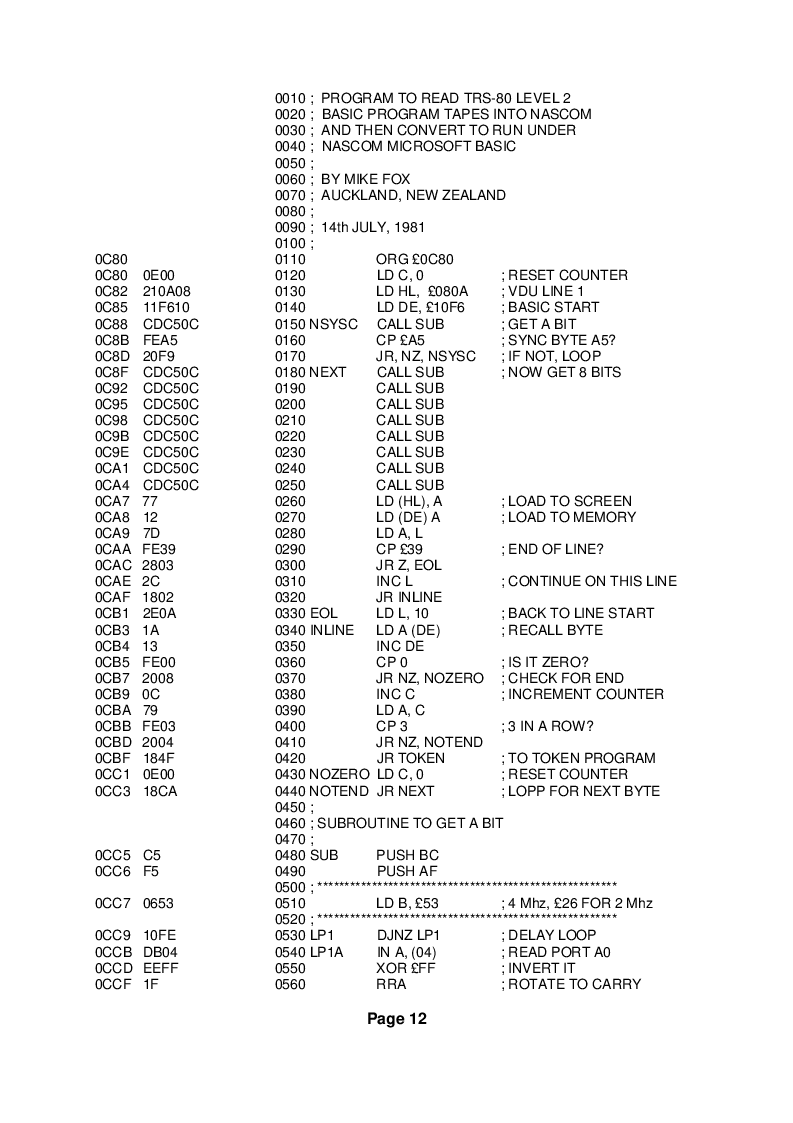 0010 ; PROGRAM TO READ TRS-80 LEVEL 2
0020 ; BASIC PROGRAM TAPES INTO NASCOM
0030 ; AND THEN CONVERT TO RUN UNDER
0040 ; NASCOM MICROSOFT BASIC
0050 ;
0060 ; BY MIKE FOX
0070 ; AUCKLAND, NEW ZEALAND
0080 ;
0090 ; 14th JULY, 1981
0100 ;
0C80 0110 ORG £0C80
0C80 0E00 0120 LD C, 0 ; RESET COUNTER
0C82 210A08 0130 LD HL, £080A ; VDU LINE 1
0C85 11F610 0140 LD DE, £10F6 ; BASIC START
0C88 CDC50C 0150 NSYSC CALL SUB ; GET A BIT
0C8B FEA5 0160 CP £A5 ; SYNC BYTE A5?
0C8D 20F9 0170 JR, NZ, NSYSC ; IF NOT, LOOP
0C8F CDC50C 0180 NEXT CALL SUB ; NOW GET 8 BITS
0C92 CDC50C 0190 CALL SUB
0C95 CDC50C 0200 CALL SUB
0C98 CDC50C 0210 CALL SUB
0C9B CDC50C 0220 CALL SUB
0C9E CDC50C 0230 CALL SUB
0CA1 CDC50C 0240 CALL SUB
0CA4 CDC50C 0250 CALL SUB
0CA7 77 0260 LD (HL), A ; LOAD TO SCREEN
0CA8 12 0270 LD (DE) A ; LOAD TO MEMORY
0CA9 7D 0280 LD A, L
0CAA FE39 0290 CP £39 ; END OF LINE?
0CAC 2803 0300 JR Z, EOL
0CAE 2C 0310 INC L ; CONTINUE ON THIS LINE
0CAF 1802 0320 JR INLINE
0CB1 2E0A 0330 EOL LD L, 10 ; BACK TO LINE START
0CB3 1A 0340 INLINE LD A (DE) ; RECALL BYTE
0CB4 13 0350 INC DE
0CB5 FE00 0360 CP 0 ; IS IT ZERO?
0CB7 2008 0370 JR NZ, NOZERO ; CHECK FOR END
0CB9 0C 0380 INC C ; INCREMENT COUNTER
0CBA 79 0390 LD A, C
0CBB FE03 0400 CP 3 ; 3 IN A ROW?
0CBD 2004 0410 JR NZ, NOTEND
0CBF 184F 0420 JR TOKEN ; TO TOKEN PROGRAM
0CC1 0E00 0430 NOZERO LD C, 0 ; RESET COUNTER
0CC3 18CA 0440 NOTEND JR NEXT ; LOPP FOR NEXT BYTE
0450 ;
0460 ; SUBROUTINE TO GET A BIT
0470 ;
0CC5 C5 0480 SUB PUSH BC
0CC6 F5 0490 PUSH AF
0500 ; *******************************************************
0CC7 0653 0510 LD B, £53 ; 4 Mhz, £26 FOR 2 Mhz
0520 ; *******************************************************
0CC9 10FE 0530 LP1 DJNZ LP1 ; DELAY LOOP
0CCB DB04 0540 LP1A IN A, (04) ; READ PORT A0
0CCD EEFF 0550 XOR £FF ; INVERT IT
0CCF 1F 0560 RRA ; ROTATE TO CARRY
Page 12